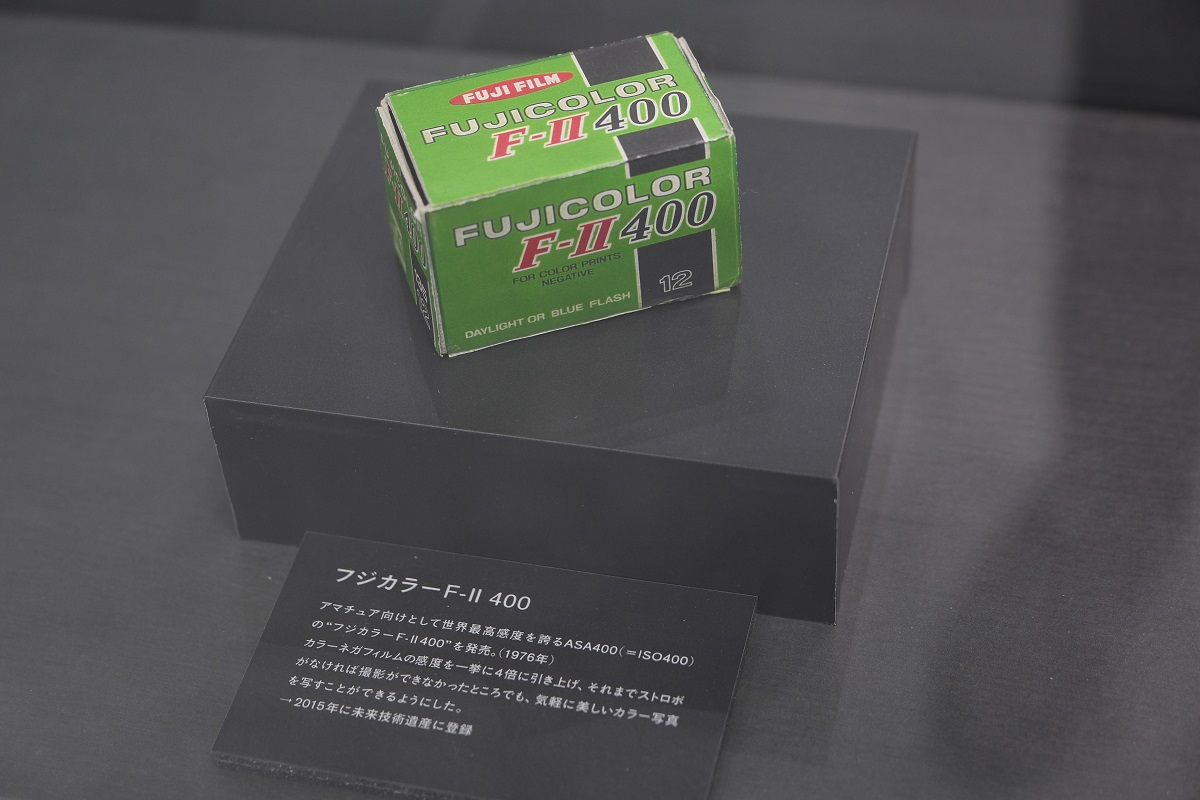 FUJI FILM
FUJICOLOR
F-II 400
FUJICOLOR
F-II 400
FOR COLOR PRINTS
NEGATIVE
12
DAYLIGHT OR BLUE FLASH
フジカラーF-II 400
アマチュア向けとして世界最高感度を誇るASA400(=ISO400)
の“フジカラーF-II400”を発売。(1976年)
カラーネガフィルムの感度を一挙に4倍に引き上げ、それまでストロボ
がなければ撮影ができなかったところでも、気軽に美しいカラー写真
を写すことができるようにした。
→2015年に未来技術遺産に登録